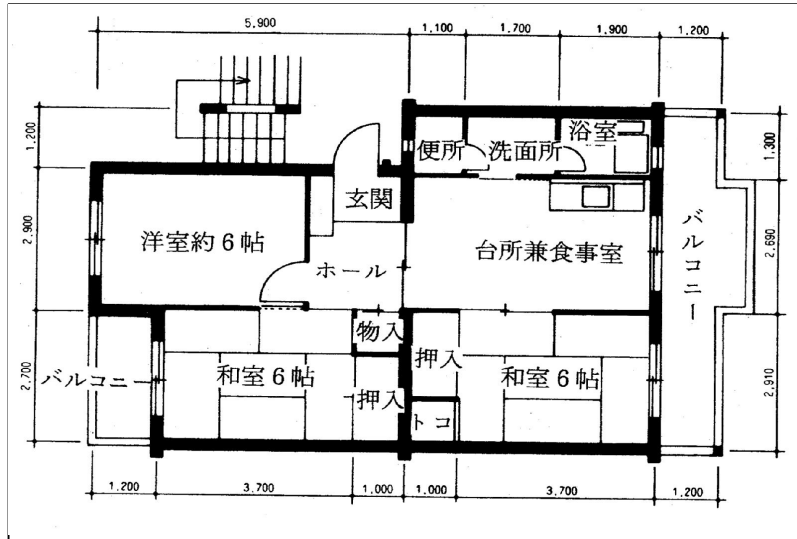 5,900
1,100
1,700
1,900
1,200
1,200
2,900
2,700
1,300
2,690
2,910
便所
洗面所
浴室
玄関
洋室約6帖
ホール
台所兼食事室
バルコニー
物入
押入
バルコニー
和室6帖
押入
和室6帖
トコ
1,200
3,700
1,000
1,000
3,700
1,200